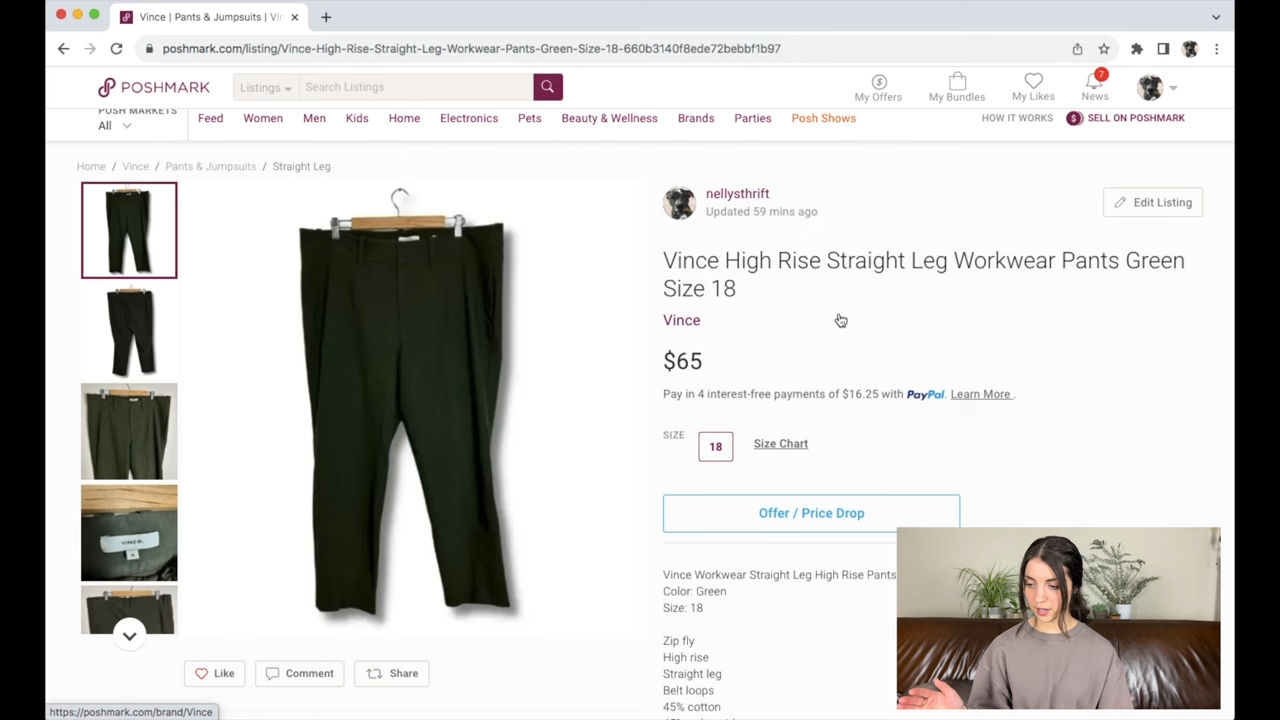 Vince | Pants & Jumpsuits | Vin
poshmark.com/listing/Vince-High-Rise-Straight-Leg-Workwear-Pants-Green-Size-18-660b3140f8ede72bebbf1b97
POSHMARK
Listings
Search Listings
My Offers
My Bundles
My Likes
7
News
POSH MARKETS
All
Feed
Women
Men
Kids
Home
Electronics
Pets
Beauty & Wellness
Brands
Parties
Posh Shows
HOW IT WORKS
$ SELL ON POSHMARK
Home / Vince / Pants & Jumpsuits / Straight Leg
nellysthrift
Updated 59 mins ago
Edit Listing
Vince High Rise Straight Leg Workwear Pants Green
Size 18
Vince
$65
Pay in 4 interest-free payments of $16.25 with PayPal. Learn More .
SIZE
18
Size Chart
Offer / Price Drop
Vince Workwear Straight Leg High Rise Pants
Color: Green
Size: 18
Zip fly
High rise
Straight leg
Belt loops
45% cotton
VINCE.
Like
Comment
Share
https://poshmark.com/brand/Vince